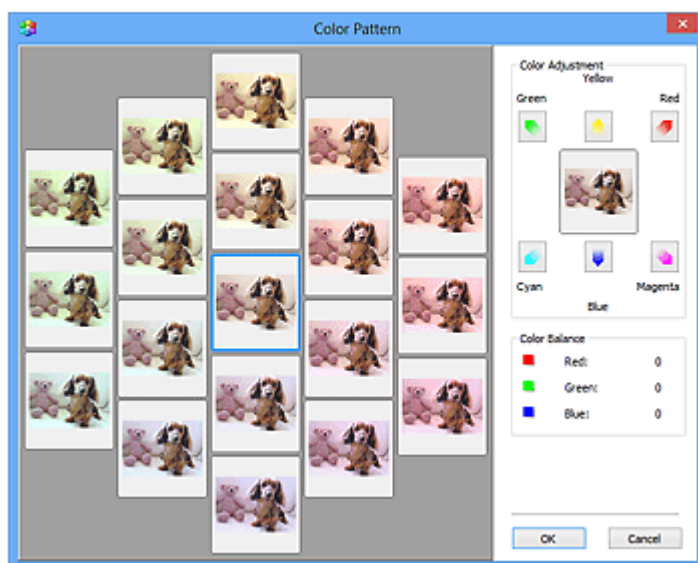 Color Pattern
Color Adjustment
Yellow
Green Red
Cyan Magenta
Blue
Color Balance
Red: 0
Green: 0
Blue: 0
OK Cancel